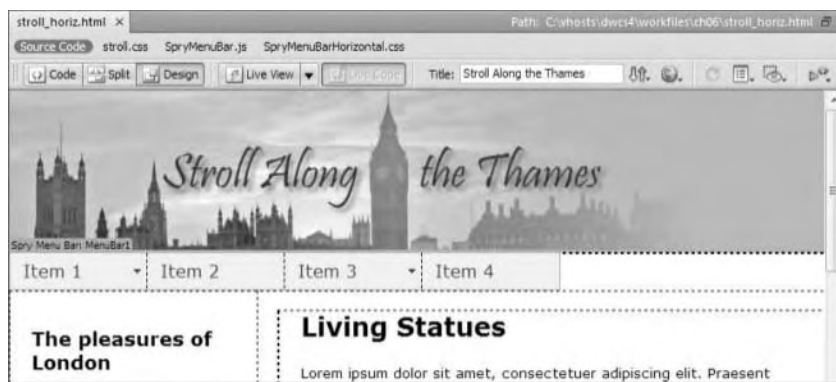 stroll_horiz.html × Path: C:\vhosts\dwcs4\workfiles\ch06\stroll_horiz.html
Source Code stroll.css SpryMenuBar.js SpryMenuBarHorizontal.css
Code Split Design Live View Live Code Title: Stroll Along the Thames
Stroll Along the Thames
Spry Menu Bar: MenuBar1
Item 1 Item 2 Item 3 Item 4
The pleasures of
London
Living Statues
Lorem ipsum dolor sit amet, consectetuer adipiscing elit. Praesent